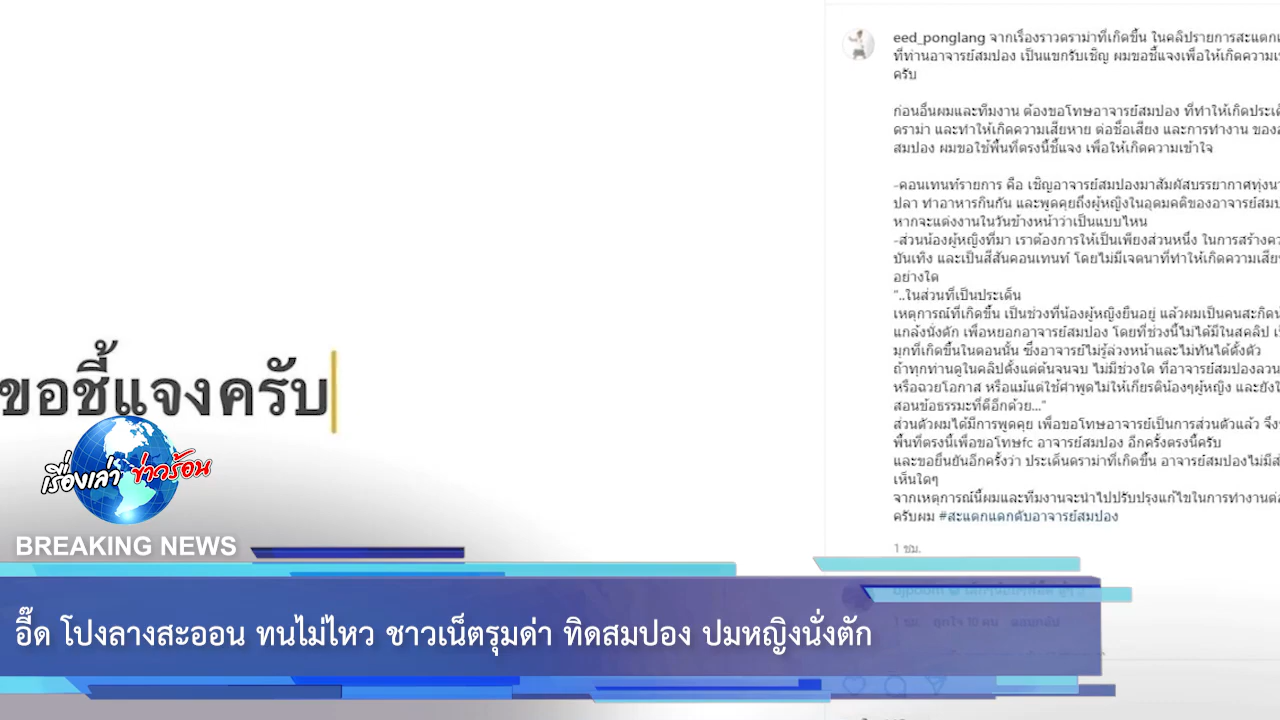 eed_ponglang จากเรื่องราวดราม่าที่เกิดขึ้น ในคลิปรายการสะแตกแ
ที่ท่านอาจารย์สมปอง เป็นแขกรับเชิญ ผมขอชี้แจงเพื่อให้เกิดความเข
ครับ
ก่อนอื่นผมและทีมงาน ต้องขอโทษอาจารย์สมปอง ที่ทำให้เกิดประเด็
ดราม่า และทำให้เกิดความเสียหาย ต่อชื่อเสียง และการทำงาน ของอ
สมปอง ผมขอใช้พื้นที่ตรงนี้ชี้แจง เพื่อให้เกิดความเข้าใจ
-คอนเทนท์รายการ คือ เชิญอาจารย์สมปองมาสัมผัสบรรยากาศทุ่งนา
ปลา ทำอาหารกินกัน และพูดคุยถึงผู้หญิงในอุดมคติของอาจารย์สมป
หากจะแต่งงานในวันข้างหน้าว่าเป็นแบบไหน
-ส่วนน้องผู้หญิงที่มา เราต้องการให้เป็นเพียงส่วนหนึ่ง ในการสร้างคว
บันเทิง และเป็นสีสันคอนเทนท์ โดยไม่มีเจตนาที่ทำให้เกิดความเสีย
อย่างใด
"..ในส่วนที่เป็นประเด็น
เหตุการณ์ที่เกิดขึ้น เป็นช่วงที่น้องผู้หญิงยืนอยู่ แล้วผมเป็นคนสะกิดน้
แกล้งนั่งตัก เพื่อหยอกอาจารย์สมปอง โดยที่ช่วงนี้ไม่ได้มีในสคลิป เป็
มุกที่เกิดขึ้นในตอนนั้น ซึ่งอาจารย์ไม่รู้ล่วงหน้าและไม่ทันได้ตั้งตัว
ถ้าทุกท่านดูในคลิปตั้งแต่ต้นจนจบ ไม่มีช่วงใด ที่อาจารย์สมปองลวน
หรือฉวยโอกาส หรือแม้แต่ใช้คำพูดไม่ให้เกียรติน้องๆผู้หญิง และยังใ
สอนข้อธรรมะที่ดีอีกด้วย..."
ส่วนตัวผมได้มีการพูดคุย เพื่อขอโทษอาจารย์เป็นการส่วนตัวแล้ว จึง
พื้นที่ตรงนี้เพื่อขอโทษfc อาจารย์สมปอง อีกครั้งตรงนี้ครับ
และขอยืนยันอีกครั้งว่า ประเด็นดราม่าที่เกิดขึ้น อาจารย์สมปองไม่มีส่
เห็นใดๆ
จากเหตุการณ์นี้ผมและทีมงานจะนำไปปรับปรุงแก้ไขในการทำงานต่อ
ครับผม #สะแตกแดกดับอาจารย์สมปอง
1 ชม.
ขอชี้แจงครับ
เรื่องเล่า ข่าวร้อน
BREAKING NEWS
อี๊ด โปงลางสะออน ทนไม่ไหว ชาวเน็ตรุมด่า ทิดสมปอง ปมหญิงนั่งตัก